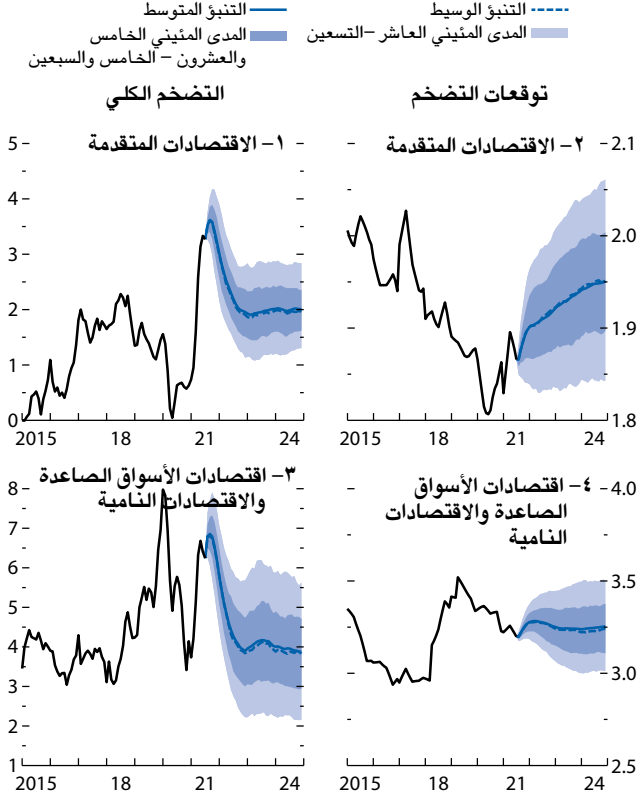 التنبؤ المتوسط
التنبؤ الوسيط
المدى المئيني الخامس
والعشرون – الخامس والسبعين
المدى المئيني العاشر –التسعين
التضخم الكلي
توقعات التضخم
١– الاقتصادات المتقدمة
5
4
3
2
1
0
2015 18 21 24
٢– الاقتصادات المتقدمة
2.1
2.0
1.9
1.8
2015 18 21 24
٣– اقتصادات الأسواق الصاعدة
والاقتصادات النامية
8
7
6
5
4
3
2
1
2015 18 21 24
٤– اقتصادات الأسواق
الصاعدة والاقتصادات
النامية
4.0
3.5
3.0
2.5
2015 18 21 24